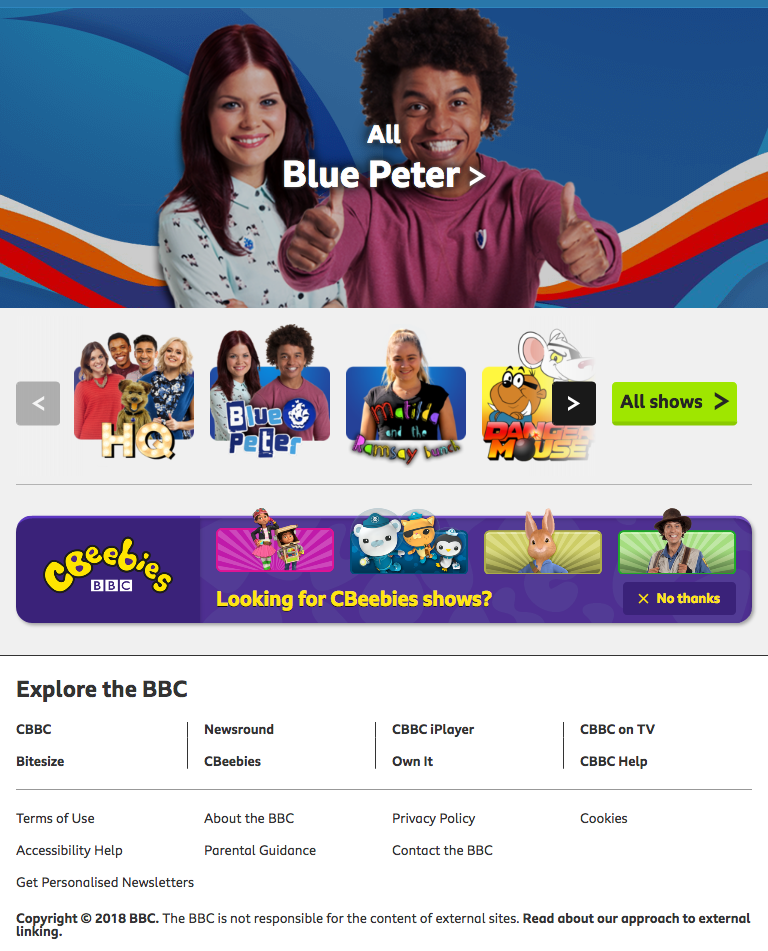 All
Blue Peter >
<
HQ
Blue
Peter
Matilda
and the
Ramsay bunch
DANGER
MOUSE
>
All shows >
CBeebies
BBC
Looking for CBeebies shows?
× No thanks
Explore the BBC
CBBC
Newsround
CBBC iPlayer
CBBC on TV
Bitesize
CBeebies
Own It
CBBC Help
Terms of Use
About the BBC
Privacy Policy
Cookies
Accessibility Help
Parental Guidance
Contact the BBC
Get Personalised Newsletters
Copyright © 2018 BBC. The BBC is not responsible for the content of external sites. Read about our approach to external
linking.